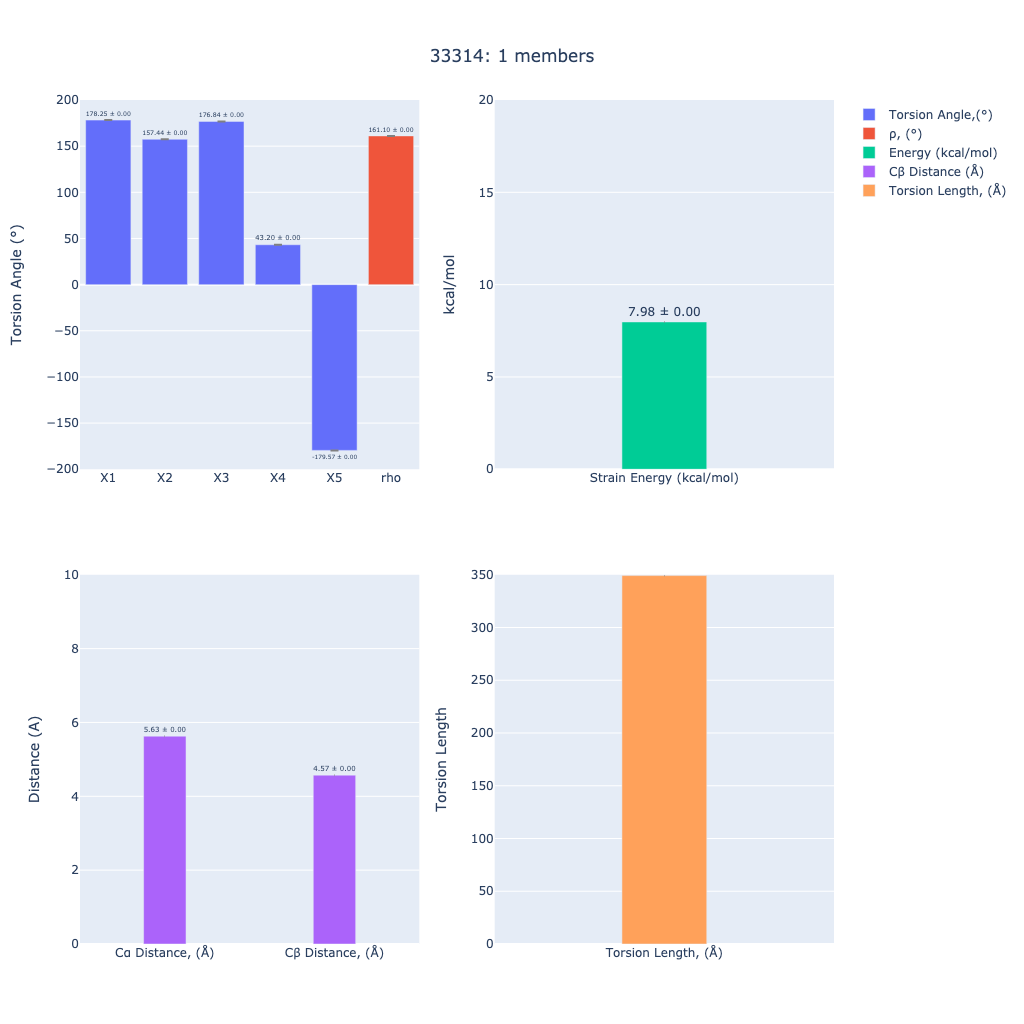 33314: 1 members
Torsion Angle (°)
200
150
100
50
0
−50
−100
−150
−200
178.25 ± 0.00
157.44 ± 0.00
176.84 ± 0.00
43.20 ± 0.00
-179.57 ± 0.00
161.10 ± 0.00
X1 X2 X3 X4 X5 rho
kcal/mol
20
15
10
5
0
7.98 ± 0.00
Strain Energy (kcal/mol)
Torsion Angle,(°)
ρ, (°)
Energy (kcal/mol)
Cβ Distance (Å)
Torsion Length, (Å)
Distance (A)
10
8
6
4
2
0
5.63 ± 0.00
4.57 ± 0.00
Cα Distance, (Å) Cβ Distance, (Å)
Torsion Length
350
300
250
200
150
100
50
0
Torsion Length, (Å)